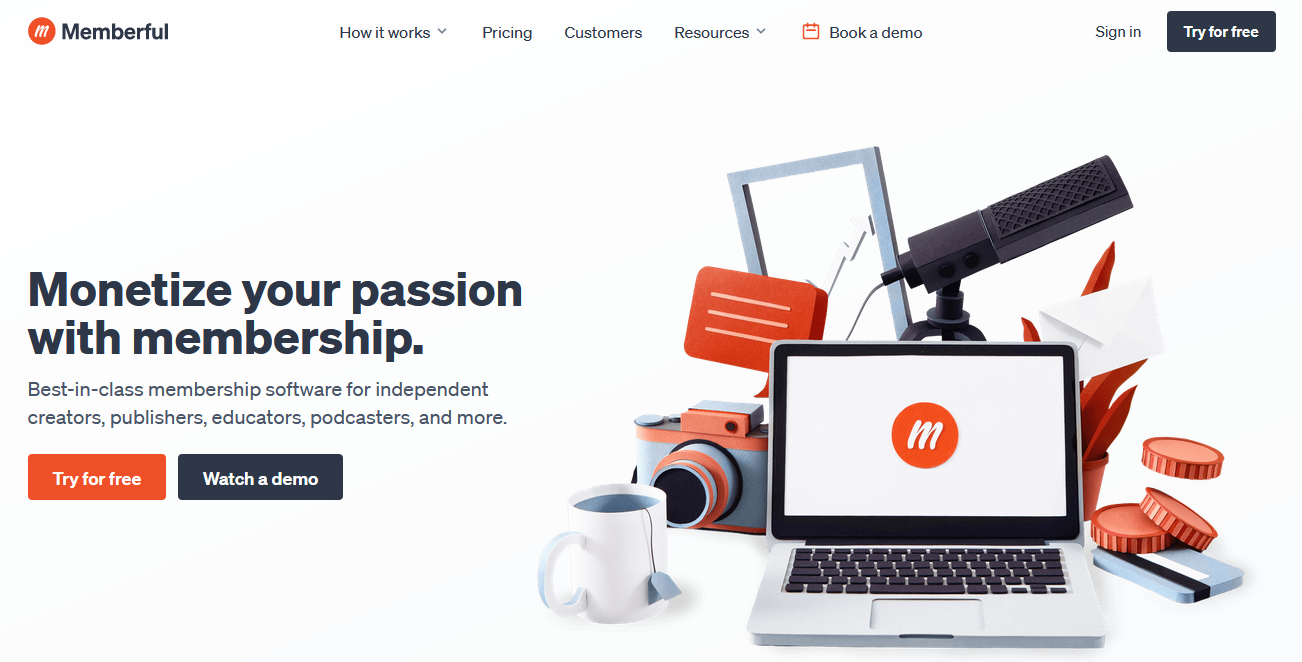 Memberful
How it works
Pricing
Customers
Resources
Book a demo
Sign in
Try for free
Monetize your passion
with membership.
Best-in-class membership software for independent
creators, publishers, educators, podcasters, and more.
Try for free
Watch a demo